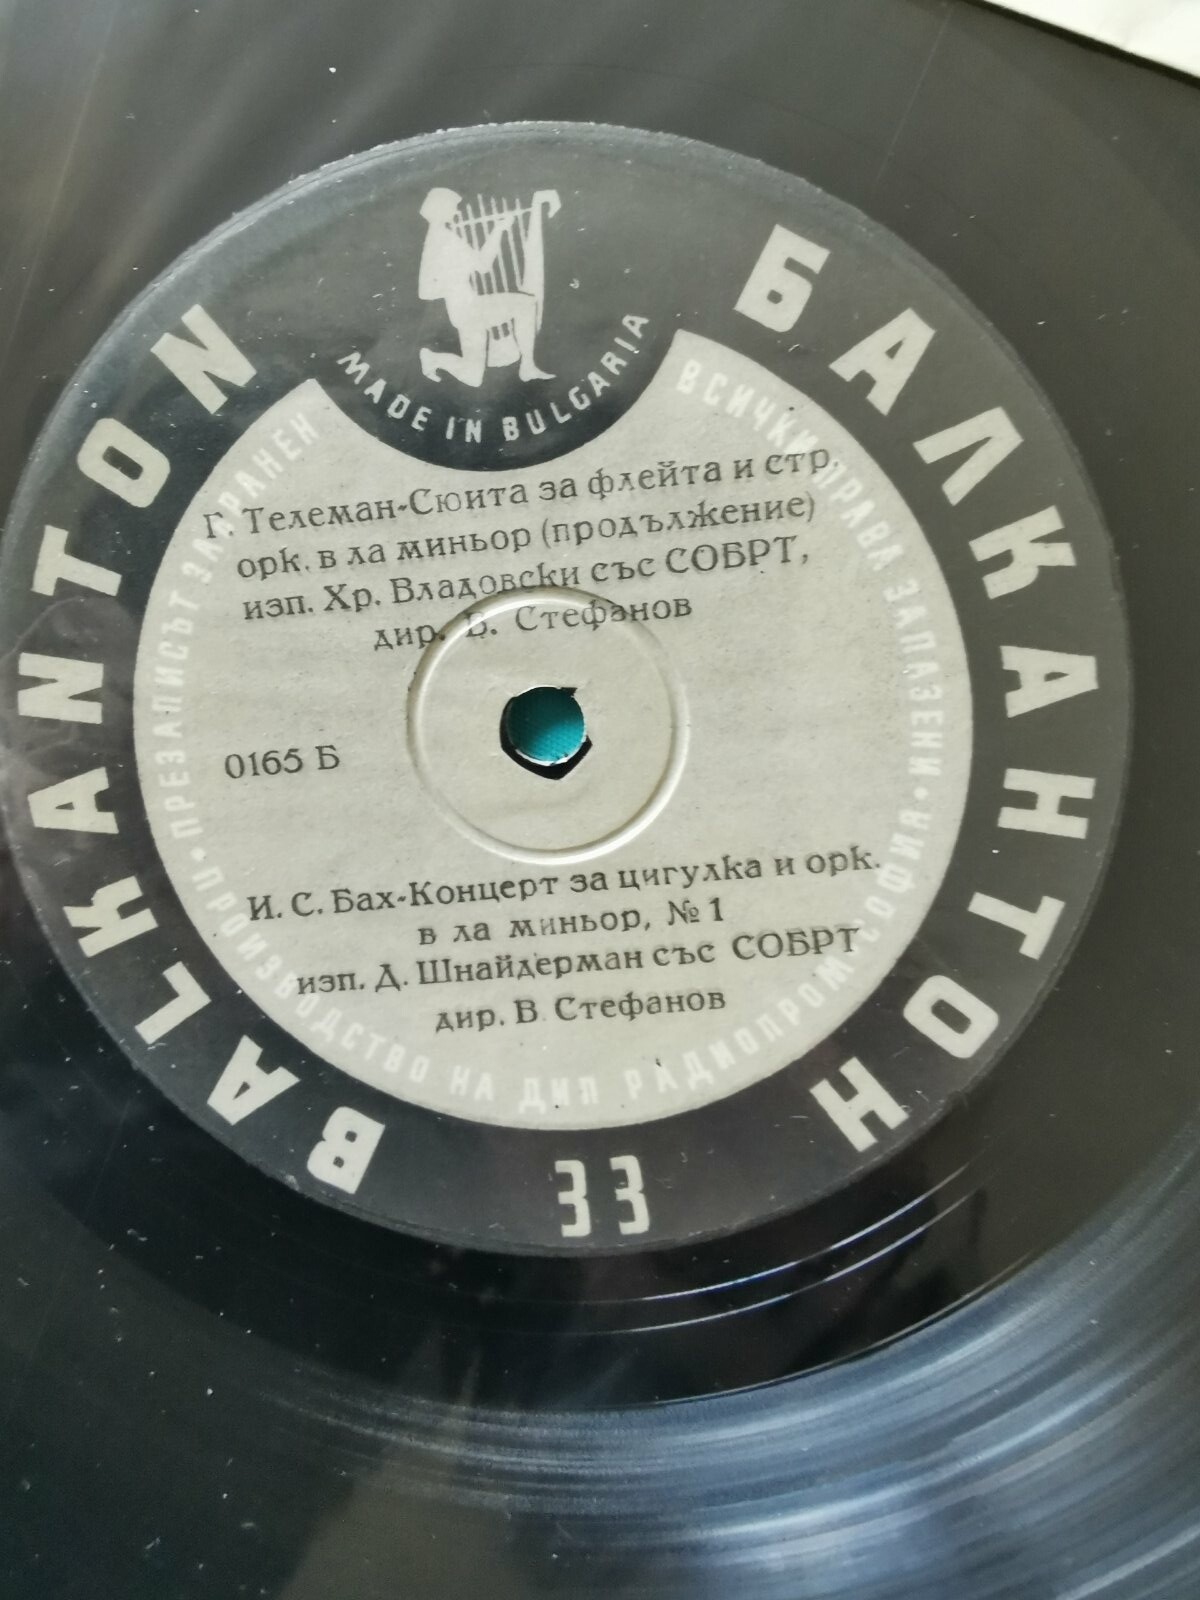 MADE IN BULGARIA
BALKANTON
БАЛКАНТОН
ВСИЧКИ ПРАВА ЗАПАЗЕНИ • ПРЕЗАПИСЪТ ЗАБРАНЕН
Г. Телеман-Сюита за флейта и стр.
орк. в ла миньор (продължение)
изп. Хр. Владовски със СОБРТ,
дир. В. Стефанов
0165 Б
И. С. Бах-Концерт за цигулка и орк.
в ла миньор, № 1
изп. Д. Шнайдерман със СОБРТ
дир. В. Стефанов
• ПРОИЗВОДСТВО НА ДИП РАДИОПРОМ-СОФИЯ •
33